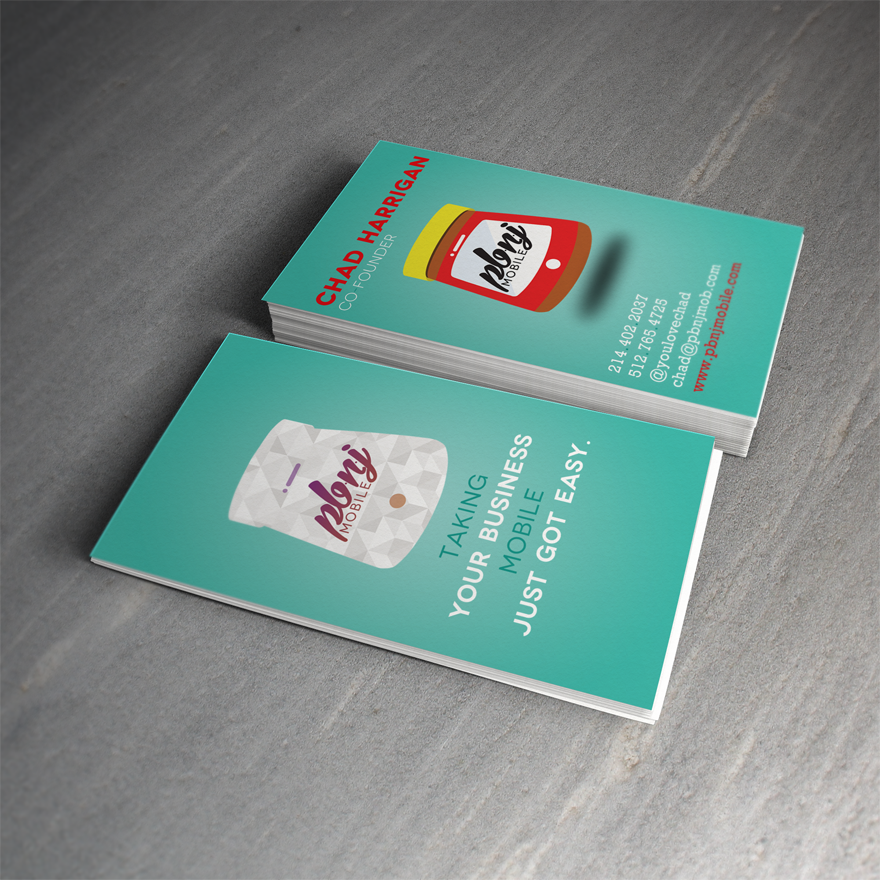 CHAD HARRIGAN
CO FOUNDER
pbnj
MOBILE
214.402.2037
512.765.4725
@youlovechad
chad@pbnjmob.com
www.pbnjmobile.com
pbnj
MOBILE
TAKING
YOUR BUSINESS
MOBILE
JUST GOT EASY.